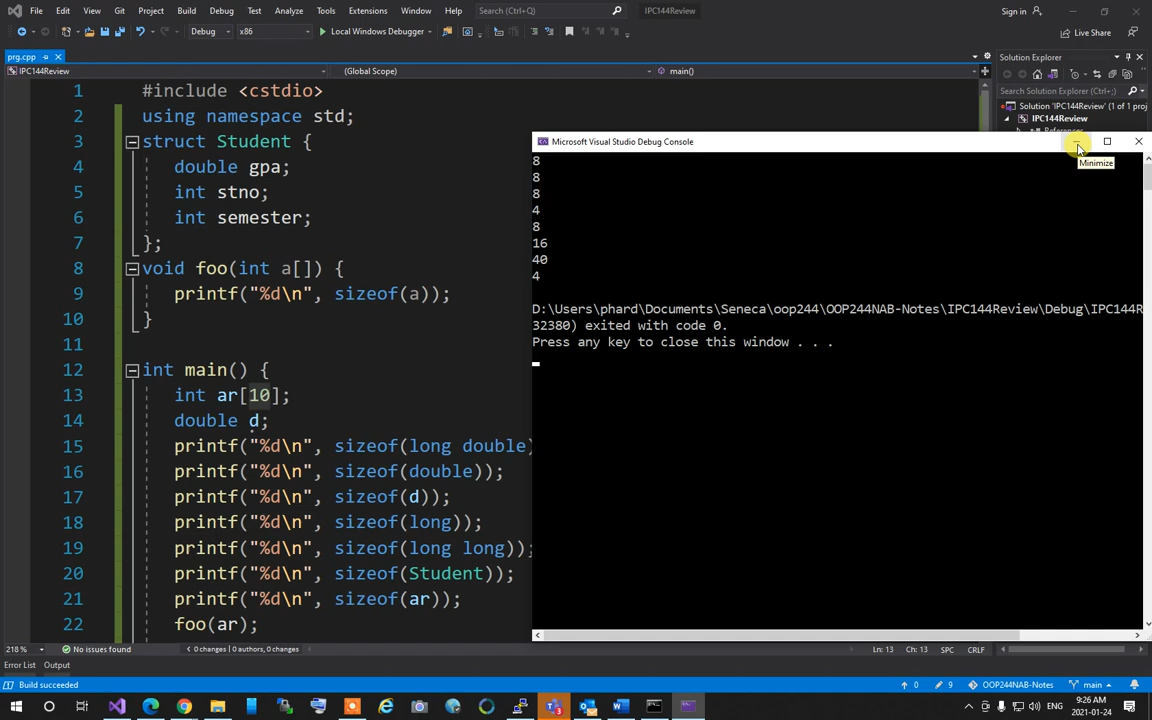 File Edit View Git Project Build Debug Test Analyze Tools Extensions Window Help Search (Ctrl+Q) IPC144Review Sign in
Debug x86 Local Windows Debugger Live Share
prg.cpp
IPC144Review (Global Scope) main()
1 #include <cstdio>
2 using namespace std;
3 struct Student {
4 double gpa;
5 int stno;
6 int semester;
7 };
8 void foo(int a[]) {
9 printf("%d\n", sizeof(a));
10 }
11
12 int main() {
13 int ar[10];
14 double d;
15 printf("%d\n", sizeof(long double)
16 printf("%d\n", sizeof(double));
17 printf("%d\n", sizeof(d));
18 printf("%d\n", sizeof(long));
19 printf("%d\n", sizeof(long long));
20 printf("%d\n", sizeof(Student));
21 printf("%d\n", sizeof(ar));
22 foo(ar);
Solution Explorer
Search Solution Explorer (Ctrl+;)
Solution 'IPC144Review' (1 of 1 proj
IPC144Review
References
Microsoft Visual Studio Debug Console
Minimize
8
8
8
4
8
16
40
4
D:\Users\phard\Documents\Seneca\oop244\OOP244NAB-Notes\IPC144Review\Debug\IPC144R
32380) exited with code 0.
Press any key to close this window . . .
218 % No issues found 0 changes | 0 authors, 0 changes Ln: 13 Ch: 13 SPC CRLF
Error List Output
Build succeeded 0 9 OOP244NAB-Notes main
ENG 9:26 AM
2021-01-24